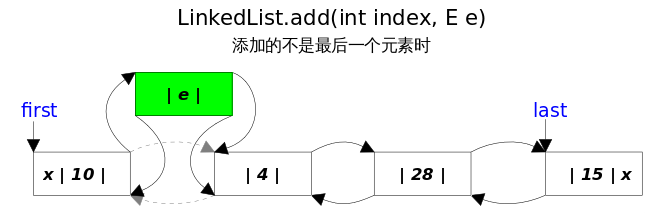 LinkedList.add(int index, E e)
添加的不是最后一个元素时
| e |
first
last
x | 10 |
| 4 |
| 28 |
| 15 | x